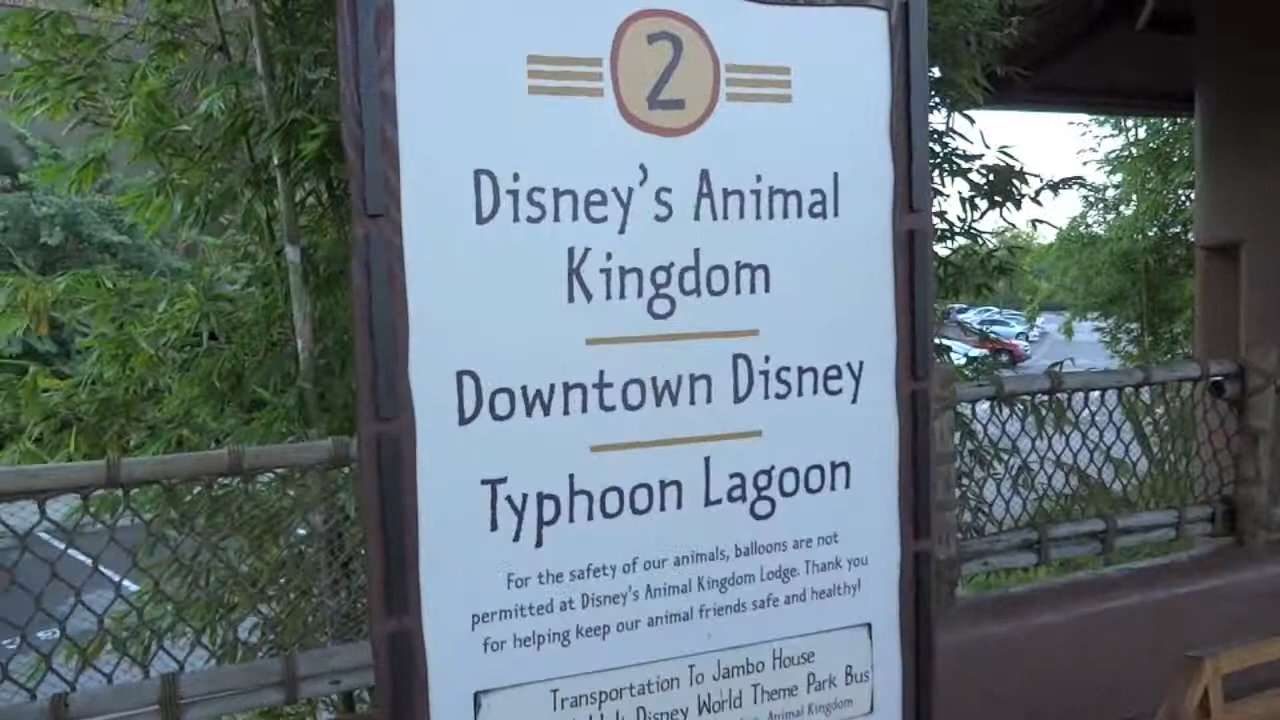 2
Disney's Animal
Kingdom
Downtown Disney
Typhoon Lagoon
For the safety of our animals, balloons are not
permitted at Disney's Animal Kingdom Lodge. Thank you
for helping keep our animal friends safe and healthy!
Transportation To Jambo House
Disney World Theme Park Bus
Animal Kingdom